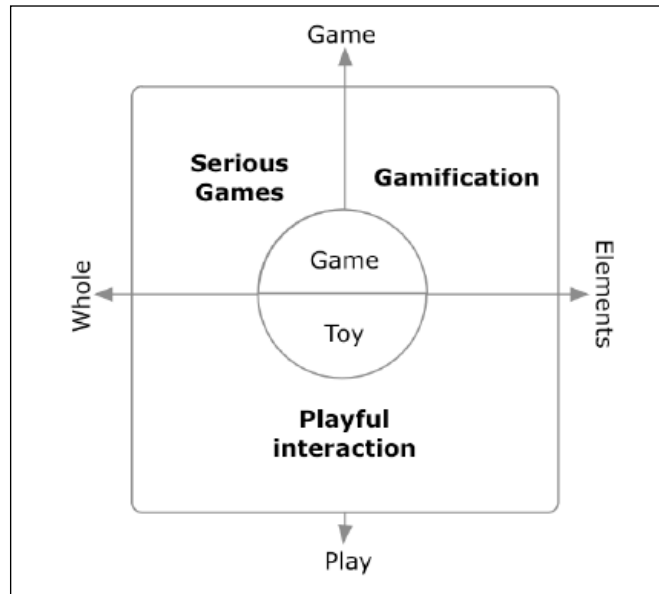 Game
Serious
Games
Gamification
Game
Whole
Elements
Toy
Playful
interaction
Play